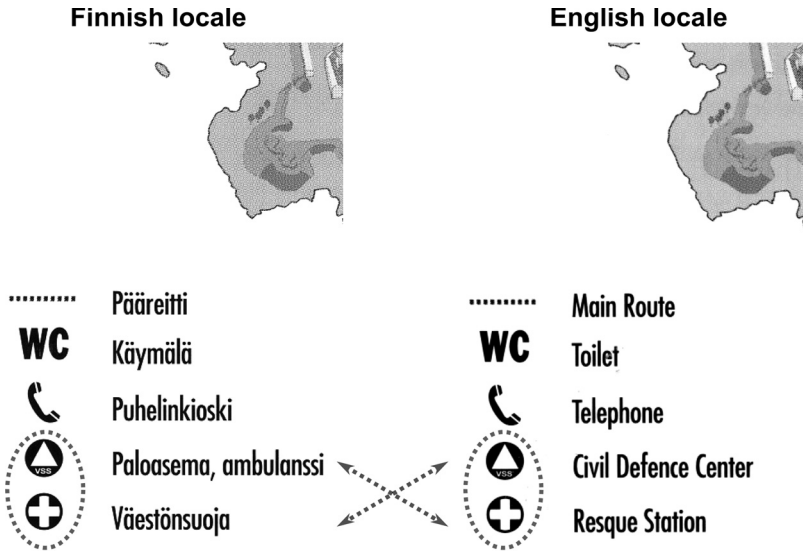 Finnish locale
English locale
Pääreitti
WC Käymälä
Puhelinkioski
VSS Paloasema, ambulanssi
Väestönsuoja
Main Route
WC Toilet
Telephone
VSS Civil Defence Center
Resque Station